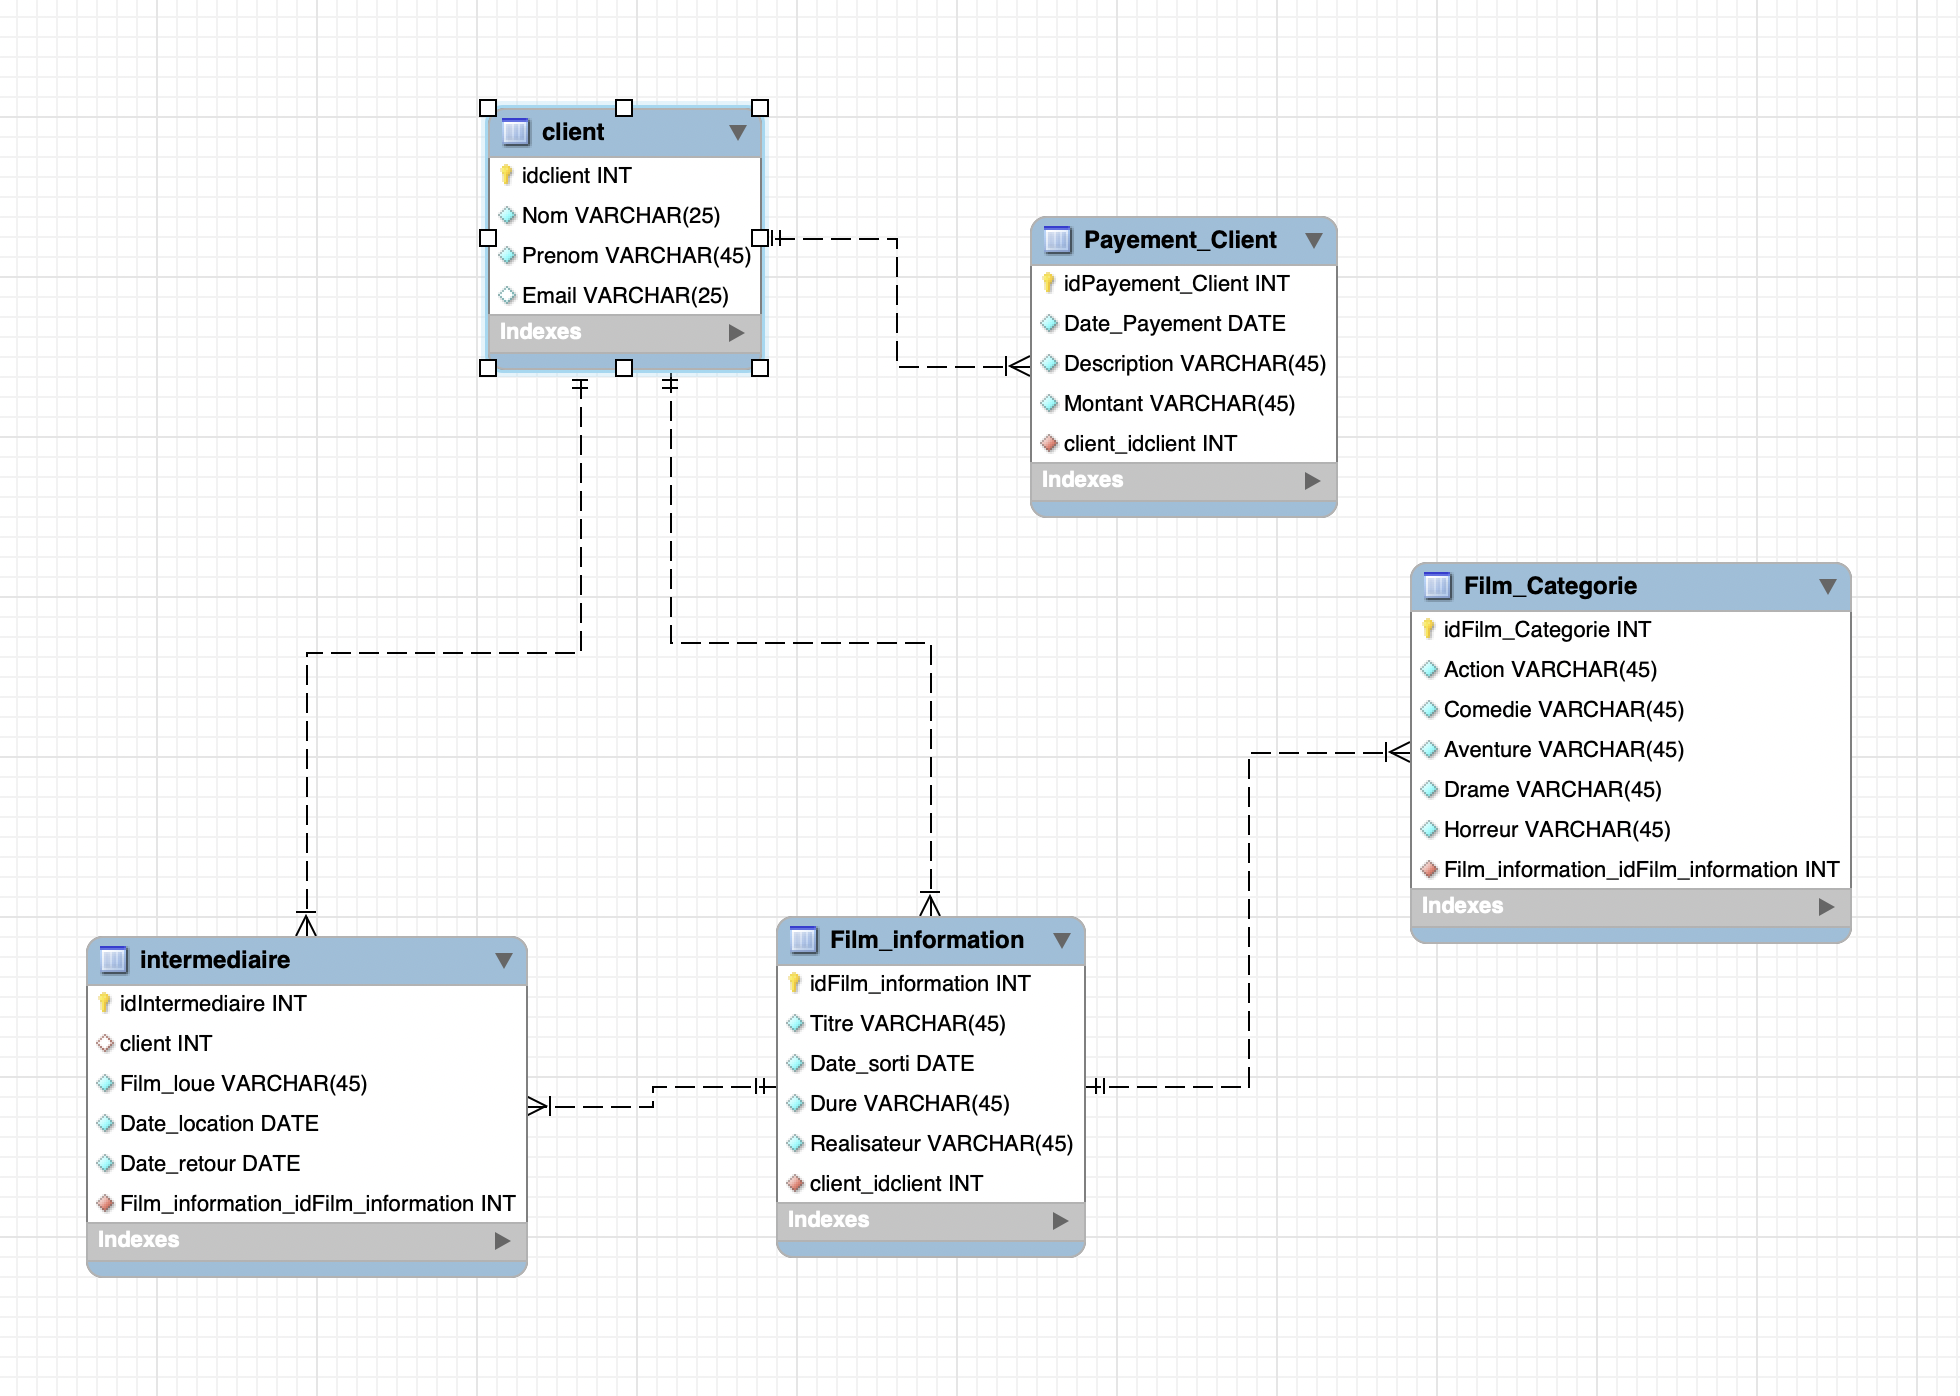 client
idclient INT
Nom VARCHAR(25)
Prenom VARCHAR(45)
Email VARCHAR(25)
Indexes
Payement_Client
idPayement_Client INT
Date_Payement DATE
Description VARCHAR(45)
Montant VARCHAR(45)
client_idclient INT
Indexes
Film_Categorie
idFilm_Categorie INT
Action VARCHAR(45)
Comedie VARCHAR(45)
Aventure VARCHAR(45)
Drame VARCHAR(45)
Horreur VARCHAR(45)
Film_information_idFilm_information INT
Indexes
intermediaire
idIntermediaire INT
client INT
Film_loue VARCHAR(45)
Date_location DATE
Date_retour DATE
Film_information_idFilm_information INT
Indexes
Film_information
idFilm_information INT
Titre VARCHAR(45)
Date_sorti DATE
Dure VARCHAR(45)
Realisateur VARCHAR(45)
client_idclient INT
Indexes